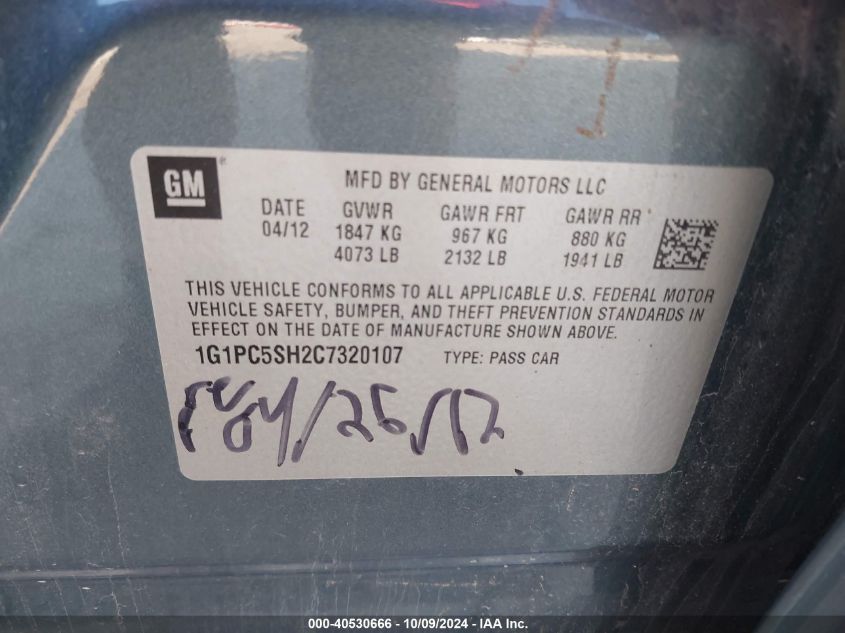 GM®
MFD BY GENERAL MOTORS LLC
DATE GVWR GAWR FRT GAWR RR
04/12 1847 KG 967 KG 880 KG
4073 LB 2132 LB 1941 LB
THIS VEHICLE CONFORMS TO ALL APPLICABLE U.S. FEDERAL MOTOR
VEHICLE SAFETY, BUMPER, AND THEFT PREVENTION STANDARDS IN
EFFECT ON THE DATE OF MANUFACTURE SHOWN ABOVE.
1G1PC5SH2C7320107 TYPE: PASS CAR
04/26/12
000-40530666 - 10/09/2024 - IAA Inc.